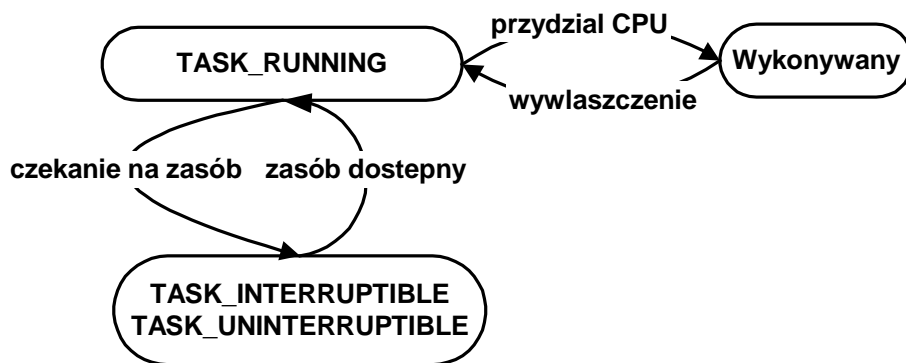 przydzial CPU
TASK_RUNNING
Wykonywany
wywlaszczenie
czekanie na zasób
zasób dostepny
TASK_INTERRUPTIBLE
TASK_UNINTERRUPTIBLE